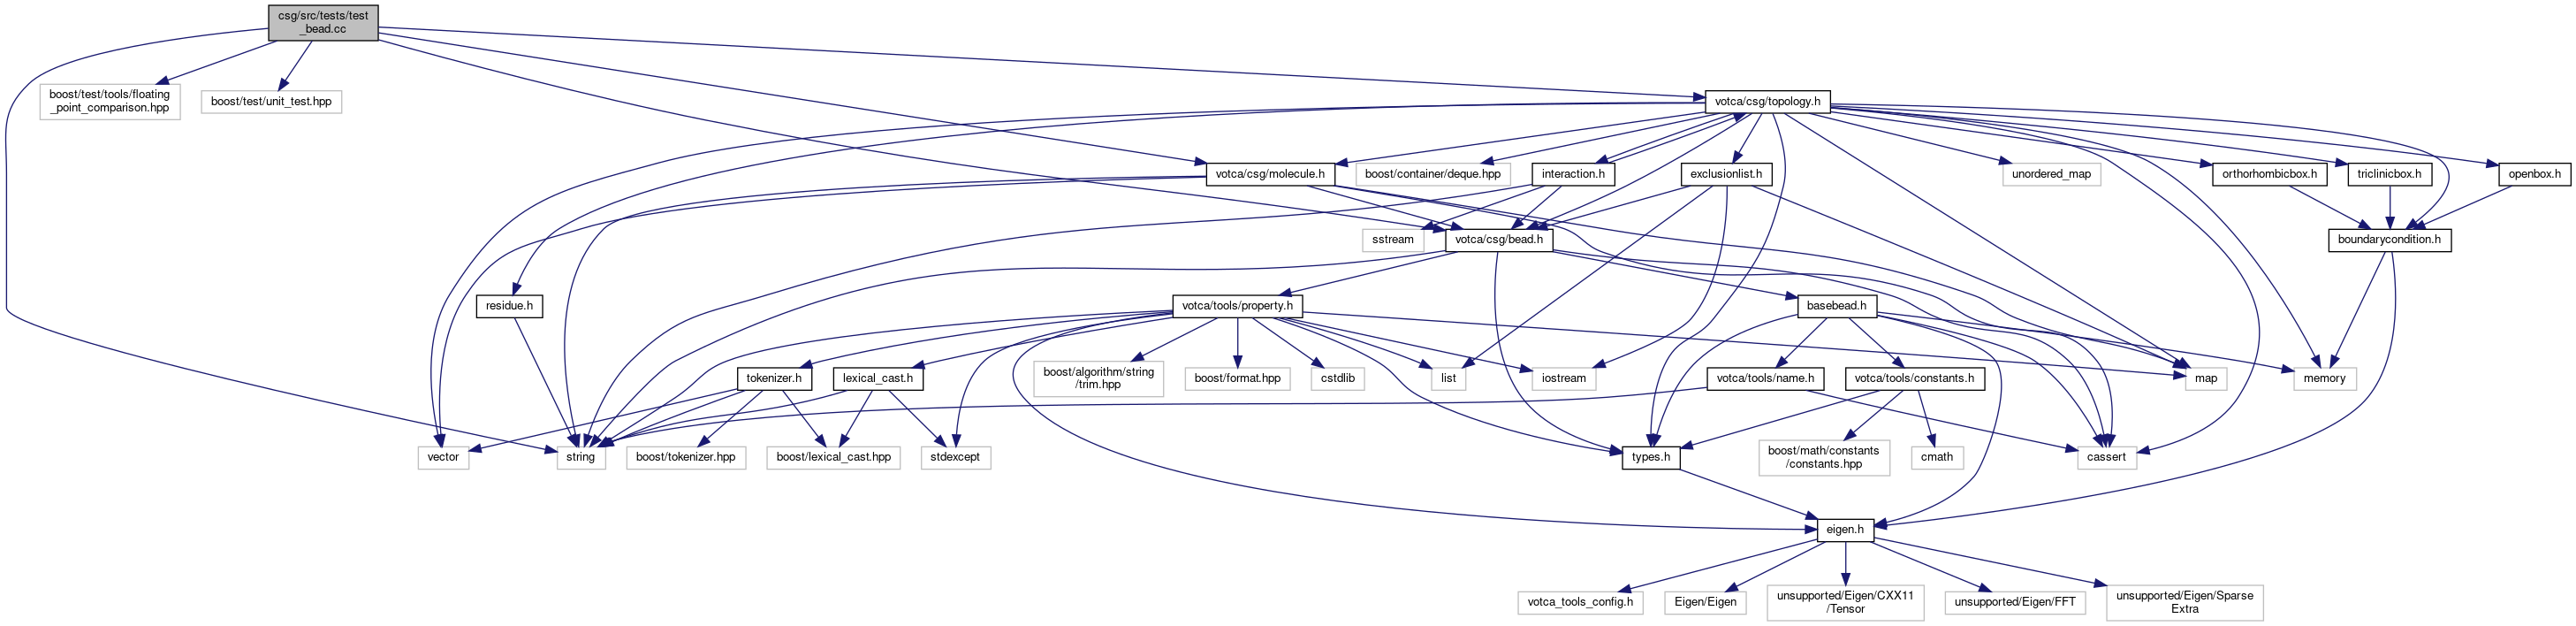 csg/src/tests/test
_bead.cc
boost/test/tools/floating
_point_comparison.hpp
boost/test/unit_test.hpp
votca/csg/topology.h
votca/csg/molecule.h
boost/container/deque.hpp
interaction.h
exclusionlist.h
unordered_map
orthorhombicbox.h
triclinicbox.h
openbox.h
sstream
votca/csg/bead.h
boundarycondition.h
residue.h
votca/tools/property.h
basebead.h
tokenizer.h
lexical_cast.h
boost/algorithm/string
/trim.hpp
boost/format.hpp
cstdlib
list
iostream
votca/tools/name.h
votca/tools/constants.h
map
memory
vector
string
boost/tokenizer.hpp
boost/lexical_cast.hpp
stdexcept
types.h
boost/math/constants
/constants.hpp
cmath
cassert
eigen.h
votca_tools_config.h
Eigen/Eigen
unsupported/Eigen/CXX11
/Tensor
unsupported/Eigen/FFT
unsupported/Eigen/Sparse
Extra